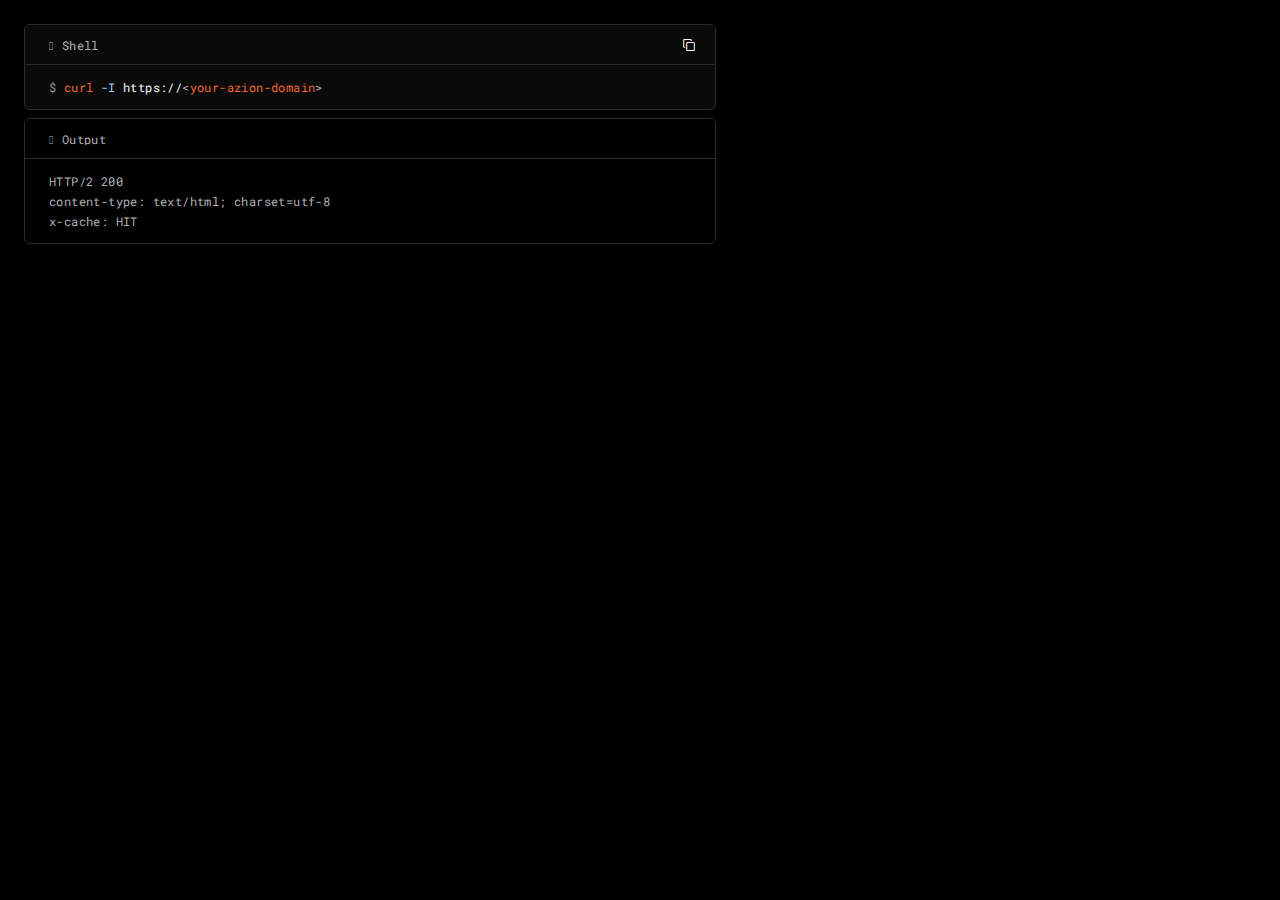 Shell
$ curl -I https://<your-azion-domain>
Output
HTTP/2 200
content-type: text/html; charset=utf-8
x-cache: HIT